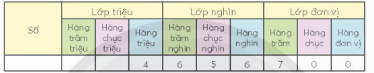 Số Lớp triệu Lớp nghìn Lớp đơn vị
Hàng trăm triệu Hàng chục triệu Hàng triệu Hàng trăm nghìn Hàng chục nghìn Hàng nghìn Hàng trăm Hàng chục Hàng đơn vị
4 6 5 6 7 0 0